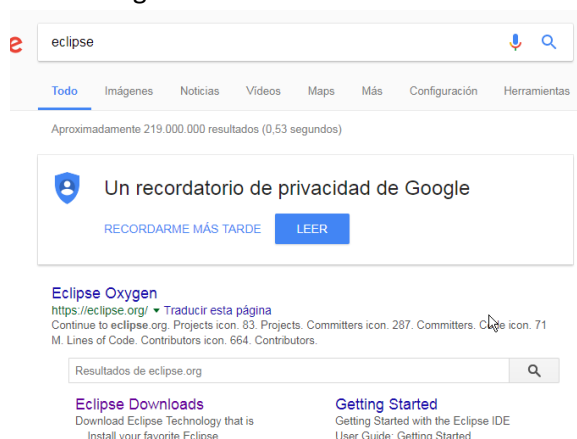 eclipse
Todo Imágenes Noticias Vídeos Maps Más Configuración Herramientas
Aproximadamente 219.000.000 resultados (0,53 segundos)
Un recordatorio de privacidad de Google
RECORDARME MÁS TARDE LEER
Eclipse Oxygen
https://eclipse.org/ ▾ Traducir esta página
Continue to eclipse.org. Projects icon. 83. Projects. Committers icon. 287. Committers. Code icon. 71
M. Lines of Code. Contributors icon. 664. Contributors.
Resultados de eclipse.org
Eclipse Downloads
Download Eclipse Technology that is
Install your favorite Eclipse
Getting Started
Getting Started with the Eclipse IDE
User Guide: Getting Started